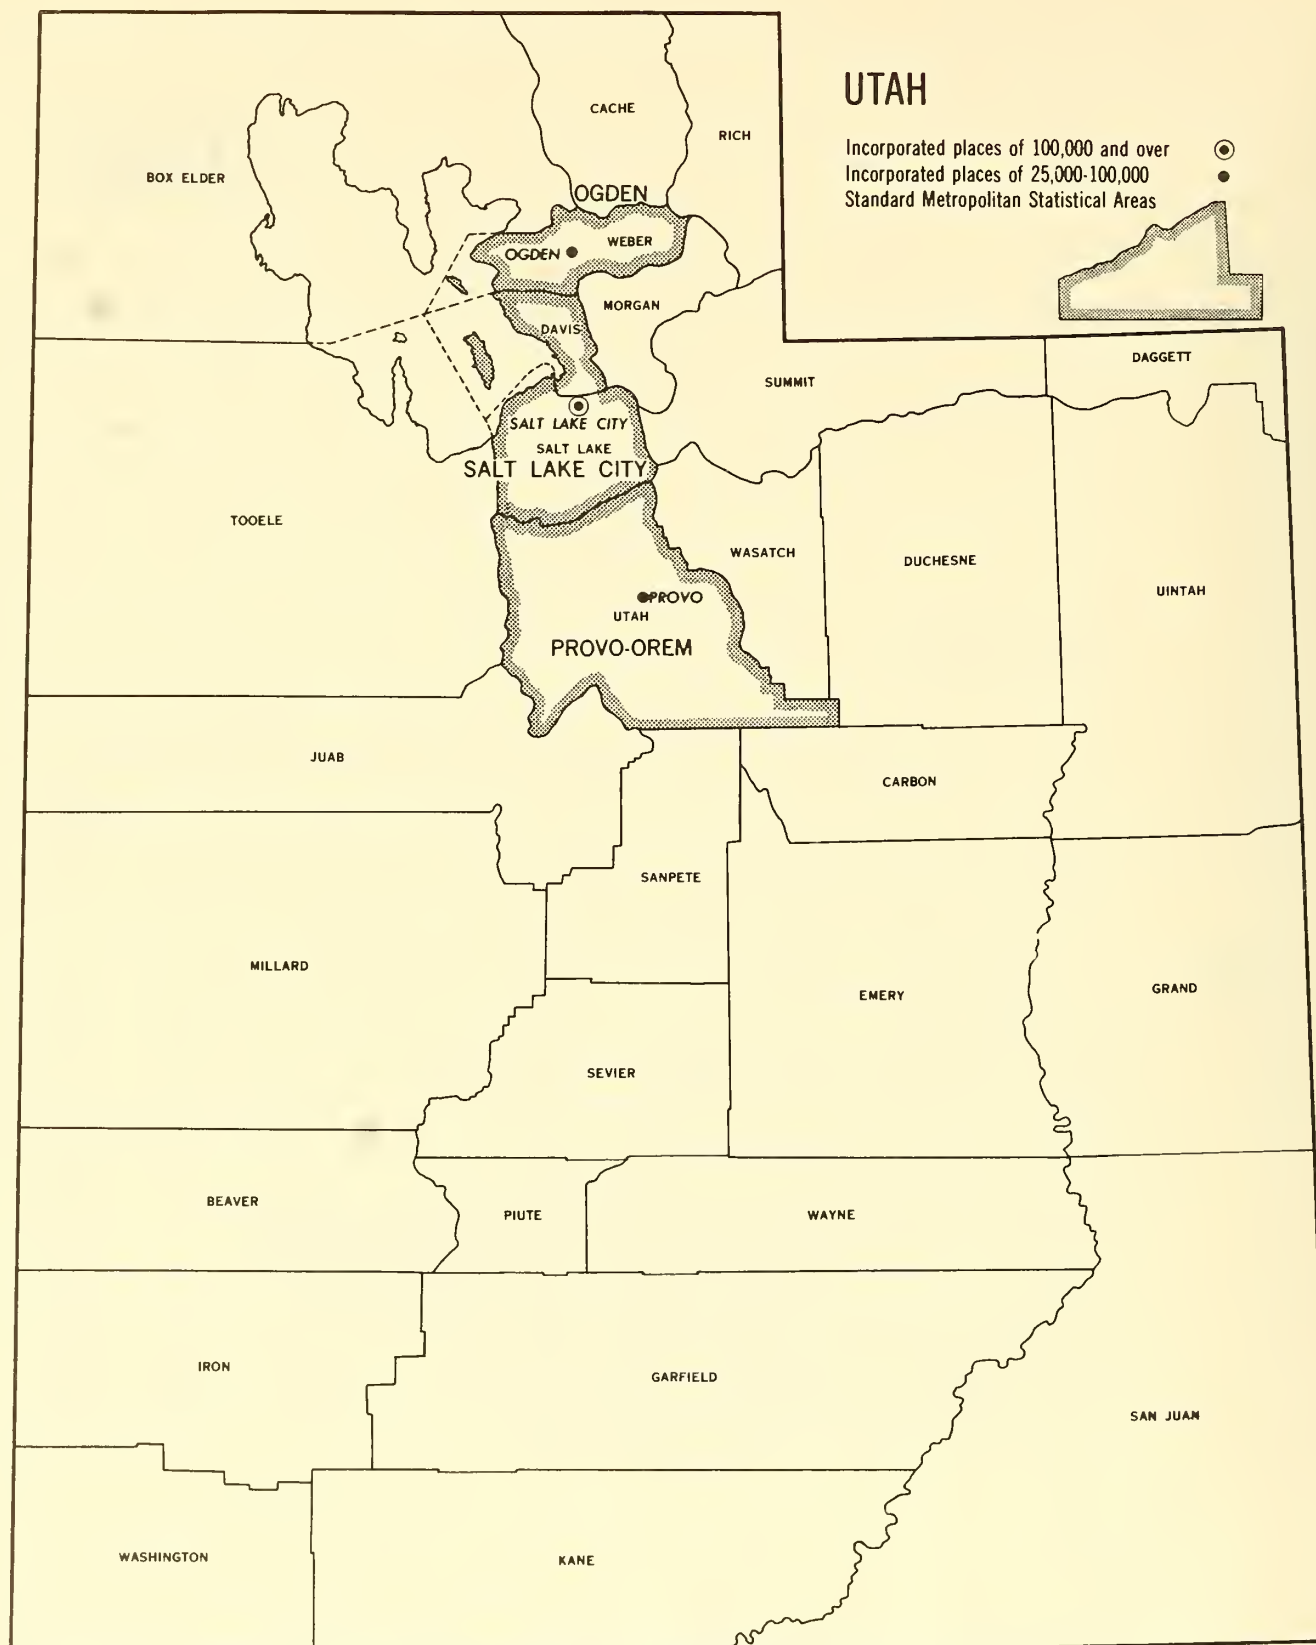 UTAH
Incorporated places of 100,000 and over
Incorporated places of 25,000-100,000
Standard Metropolitan Statistical Areas
CACHE
RICH
BOX ELDER
OGDEN
WEBER
OGDEN
MORGAN
DAVIS
DAGGETT
SUMMIT
SALT LAKE CITY
SALT LAKE
SALT LAKE CITY
TOOELE
WASATCH
DUCHESNE
UINTAH
PROVO
UTAH
PROVO-OREM
JUAB
CARBON
SANPETE
MILLARD
EMERY
GRAND
SEVIER
BEAVER
PIUTE
WAYNE
IRON
GARFIELD
SAN JUAN
WASHINGTON
KANE